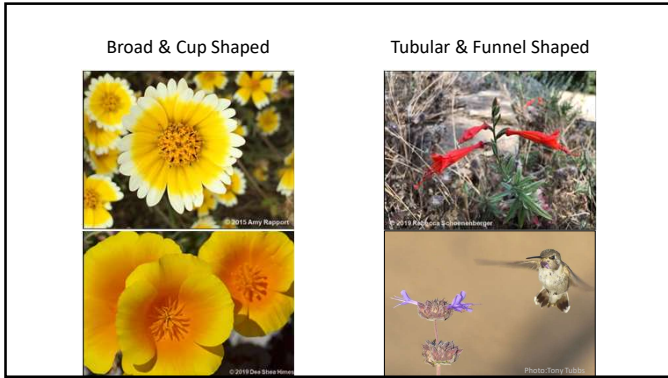 Broad & Cup Shaped
Tubular & Funnel Shaped
© 2015 Amy Rapport
© 2019 Rebecca Schoenenberger
© 2019 Dee Shea Himes
Photo:Tony Tubbs